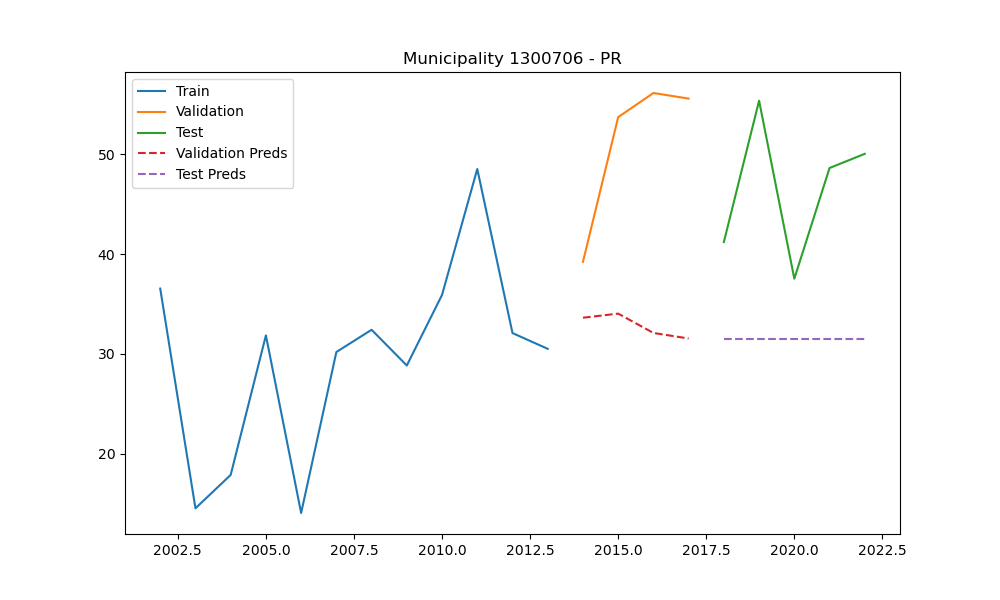 Municipality 1300706 - PR
Train
Validation
Test
Validation Preds
Test Preds
50
40
30
20
2002.5 2005.0 2007.5 2010.0 2012.5 2015.0 2017.5 2020.0 2022.5